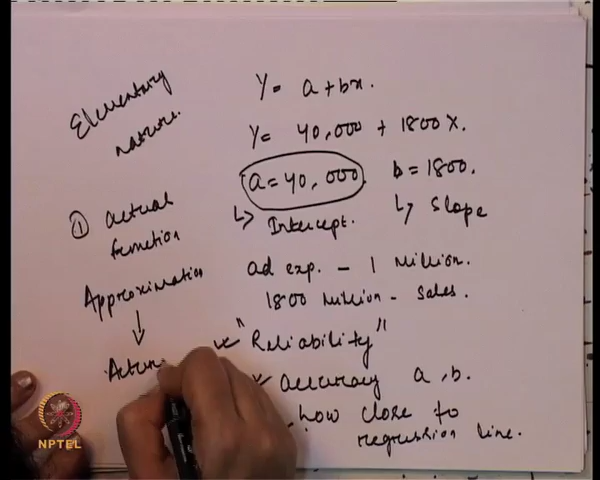 Elementary
nature.
① actual
function
Approximation
↓
Actu
Y = a + bx.
Y = 40,000 + 1800 X.
a = 40,000 b = 1800.
↳ Intercept. ↳ Slope
ad exp. - 1 Million.
1800 Million - Sales.
✓ "Reliability"
✓ accuracy a, b.
how close to
regression line.
NPTEL